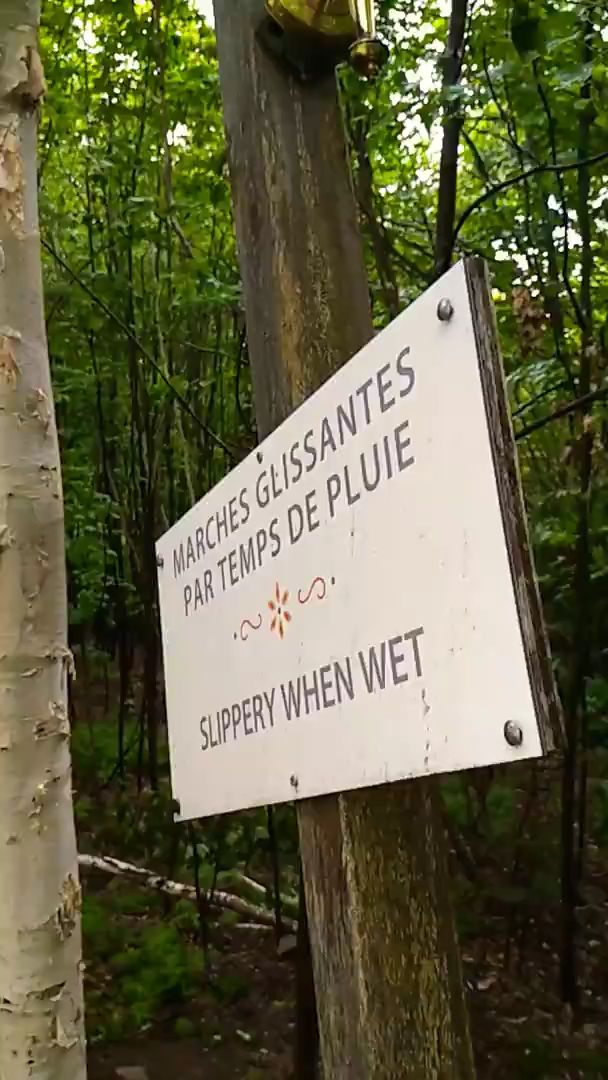 MARCHES GLISSANTES
PAR TEMPS DE PLUIE
SLIPPERY WHEN WET